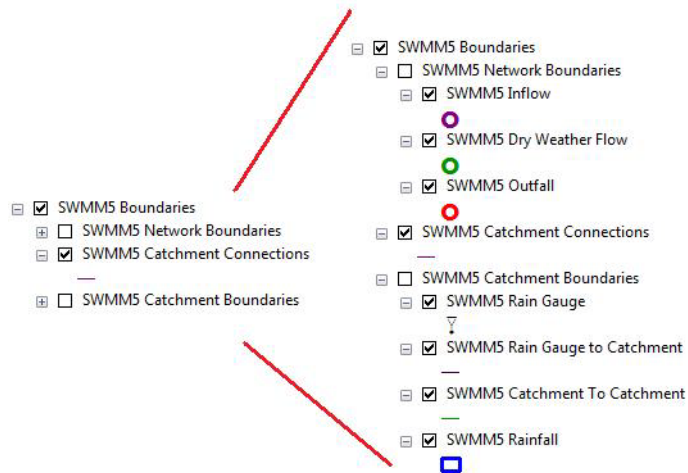 SWMM5 Boundaries
SWMM5 Network Boundaries
SWMM5 Catchment Connections
SWMM5 Catchment Boundaries
SWMM5 Boundaries
SWMM5 Network Boundaries
SWMM5 Inflow
SWMM5 Dry Weather Flow
SWMM5 Outfall
SWMM5 Catchment Connections
SWMM5 Catchment Boundaries
SWMM5 Rain Gauge
SWMM5 Rain Gauge to Catchment
SWMM5 Catchment To Catchment
SWMM5 Rainfall